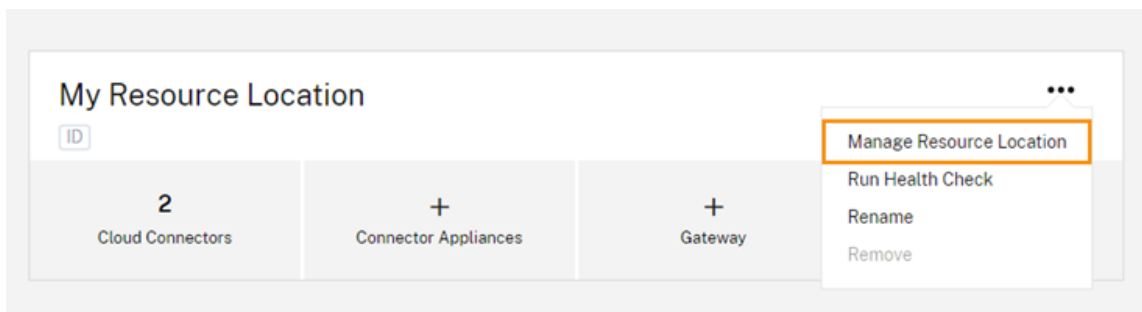 My Resource Location
•••
ID
Manage Resource Location
Run Health Check
Rename
Remove
2
Cloud Connectors
+
Connector Appliances
+
Gateway